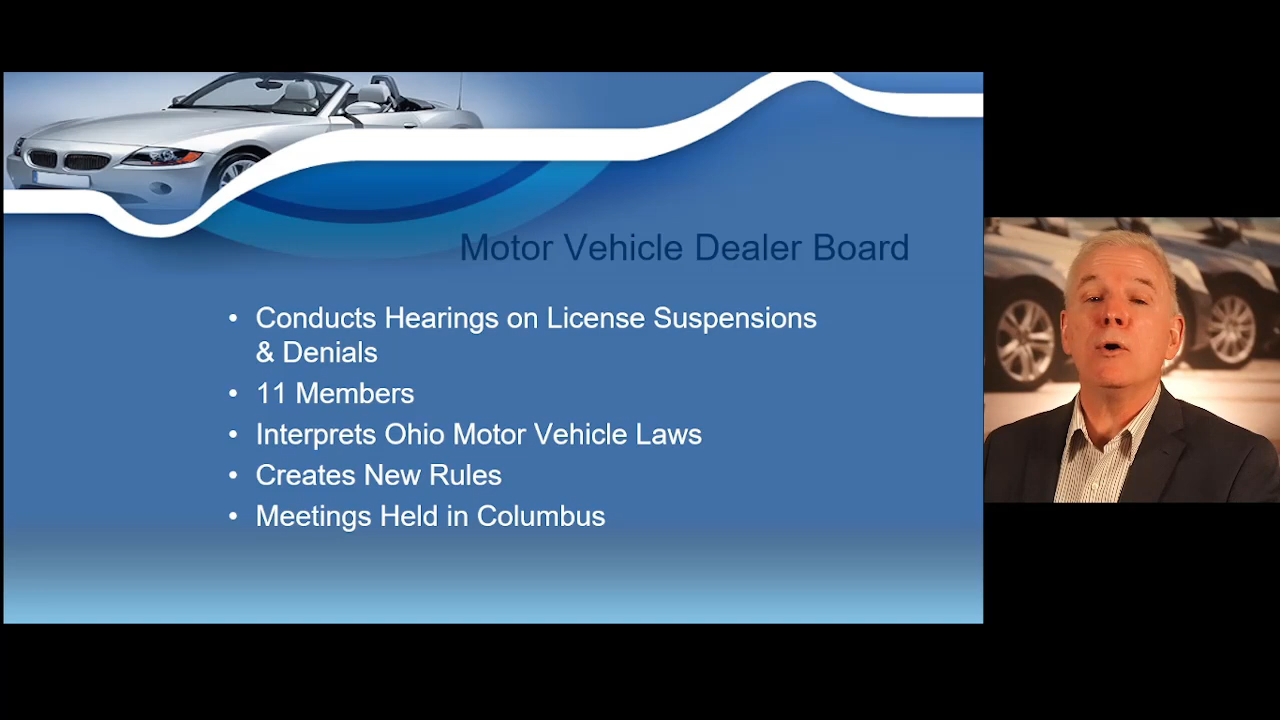 Motor Vehicle Dealer Board
• Conducts Hearings on License Suspensions
& Denials
• 11 Members
• Interprets Ohio Motor Vehicle Laws
• Creates New Rules
• Meetings Held in Columbus